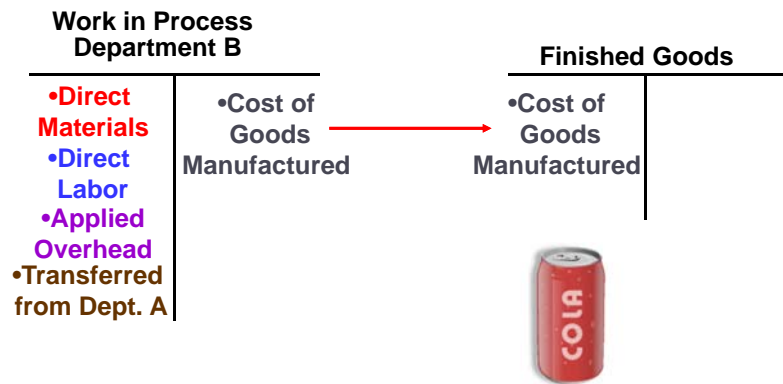 Work in Process
Department B
•Direct
Materials
•Direct
Labor
•Applied
Overhead
•Transferred
from Dept. A
•Cost of
Goods
Manufactured
Finished Goods
•Cost of
Goods
Manufactured
COLA